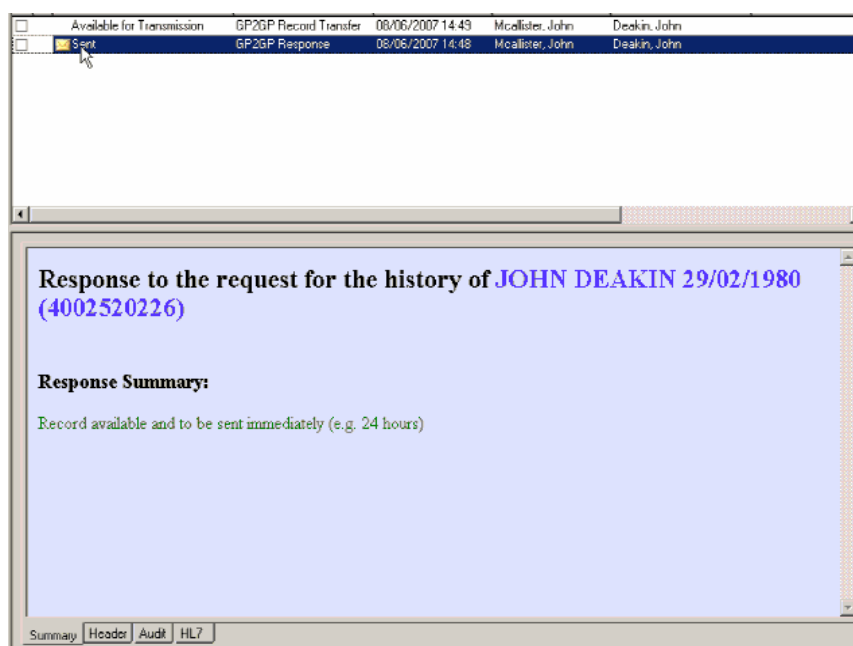 Available for Transmission GP2GP Record Transfer 08/06/2007 14:49 Mcallister, John Deakin, John
Sent GP2GP Response 08/06/2007 14:48 Mcallister, John Deakin, John
Response to the request for the history of JOHN DEAKIN 29/02/1980
(4002520226)
Response Summary:
Record available and to be sent immediately (e.g. 24 hours)
Summary Header Audit HL7